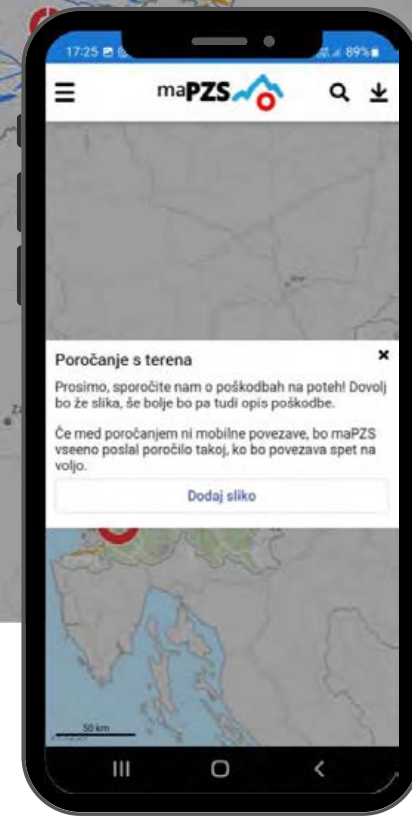 17:25
89%
maPZS
Poročanje s terena
Prosimo, sporočite nam o poškodbah na poteh! Dovolj
bo že slika, še bolje bo pa tudi opis poškodbe.
Če med poročanjem ni mobilne povezave, bo maPZS
vseeno poslal poročilo takoj, ko bo povezava spet na
voljo.
Dodaj sliko
50 km